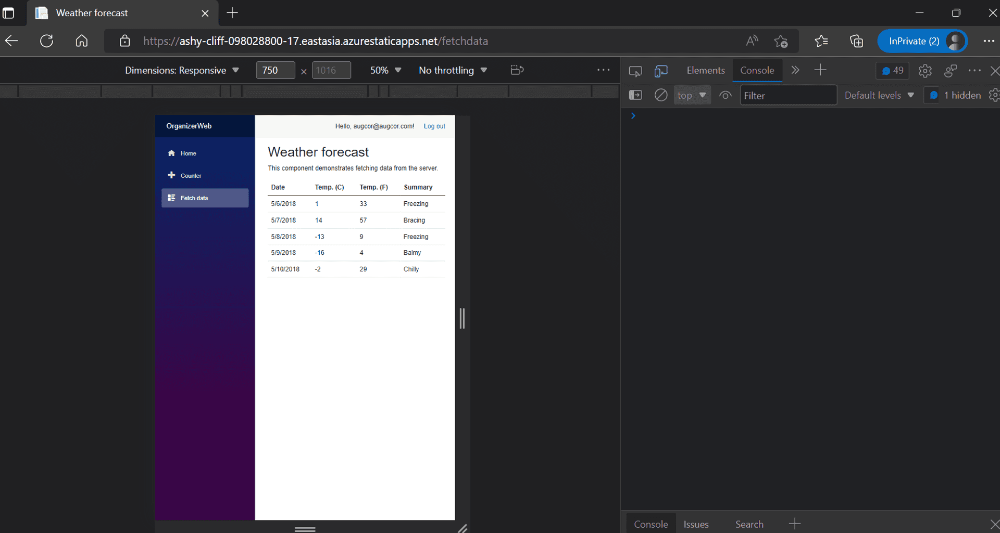 Weather forecast
https://ashy-cliff-098028800-17.eastasia.azurestaticapps.net/fetchdata
InPrivate (2)
Dimensions: Responsive 750 × 1016 50% No throttling
Elements Console 49
top Filter Default levels 1 hidden
OrganizerWeb
Home
Counter
Fetch data
Hello, augcor@augcor.com! Log out
Weather forecast
This component demonstrates fetching data from the server.
Date Temp. (C) Temp. (F) Summary
5/6/2018 1 33 Freezing
5/7/2018 14 57 Bracing
5/8/2018 -13 9 Freezing
5/9/2018 -16 4 Balmy
5/10/2018 -2 29 Chilly
Console Issues Search